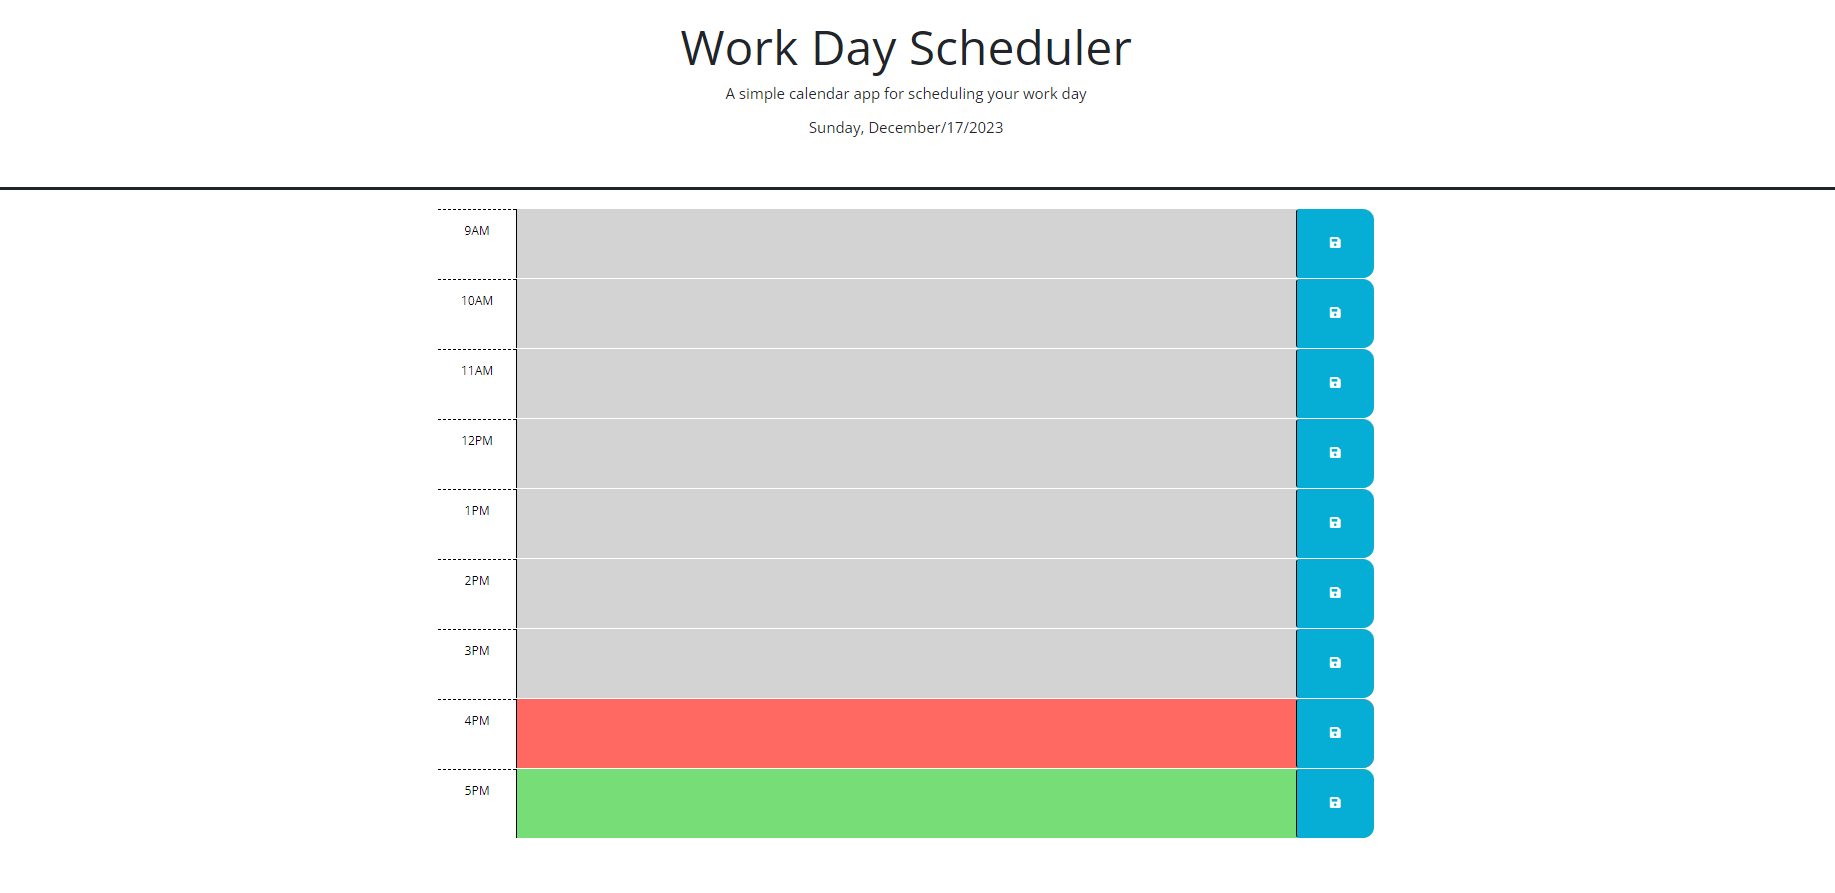 Work Day Scheduler
A simple calendar app for scheduling your work day
Sunday, December/17/2023
9AM
10AM
11AM
12PM
1PM
2PM
3PM
4PM
5PM